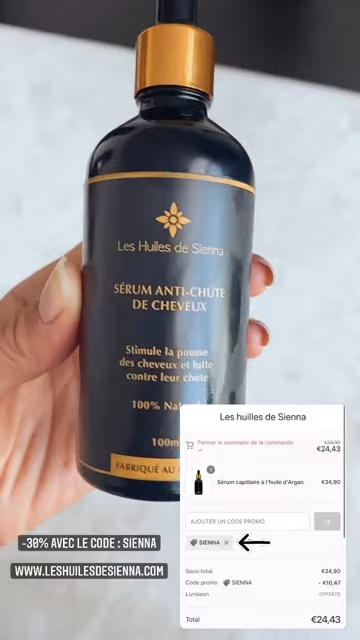 Les Huiles de Sienna
SÉRUM ANTI-CHUTE
DE CHEVEUX
Stimule la pousse
des cheveux et lutte
contre leur chute
100%
FABRIQUÉ AU
-38% AVEC LE CODE : SIENNA
WWW.LESHUILESDESIENNA.COM
Les huilles de Sienna
Fermer le sommaire de la commande
€34,90
€24,43
1
Sérum capillaire à l'huile d'Argan
€34,90
AJOUTER UN CODE PROMO
SIENNA
Sous-total
€34,90
Code promo SIENNA
- €10,47
Livraison
OFFERTE
Total
€24,43